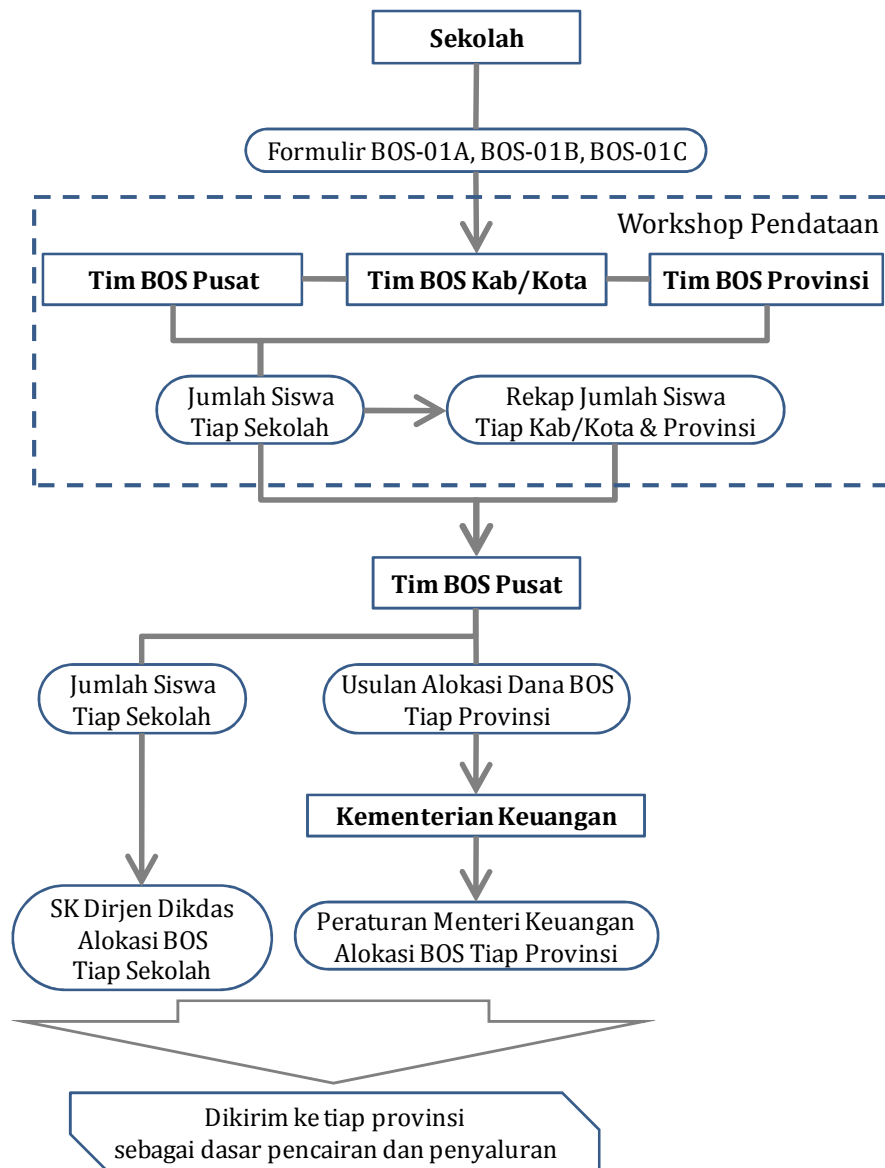 Sekolah
Formulir BOS-01A, BOS-01B, BOS-01C
Workshop Pendataan
Tim BOS Pusat
Tim BOS Kab/Kota
Tim BOS Provinsi
Jumlah Siswa
Tiap Sekolah
Rekap Jumlah Siswa
Tiap Kab/Kota & Provinsi
Tim BOS Pusat
Jumlah Siswa
Tiap Sekolah
Usulan Alokasi Dana BOS
Tiap Provinsi
Kementerian Keuangan
SK Dirjen Dikdas
Alokasi BOS
Tiap Sekolah
Peraturan Menteri Keuangan
Alokasi BOS Tiap Provinsi
Dikirim ke tiap provinsi
sebagai dasar pencairan dan penyaluran